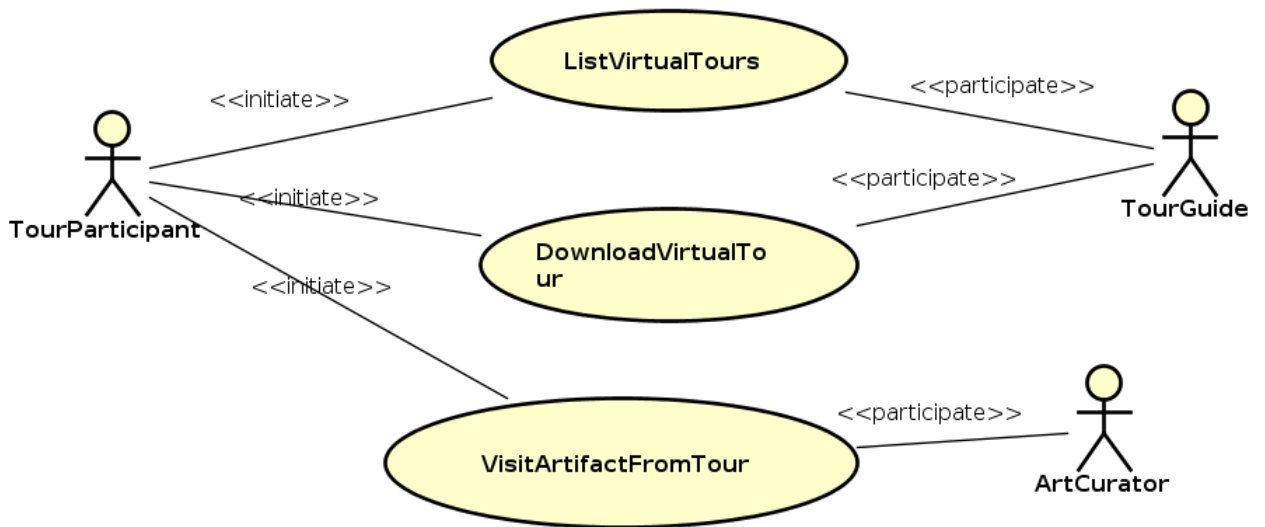 ListVirtualTours
<<initiate>>
<<participate>>
TourParticipant
<<initiate>>
<<participate>>
TourGuide
DownloadVirtualTo
ur
<<initiate>>
<<participate>>
VisitArtifactFromTour
ArtCurator